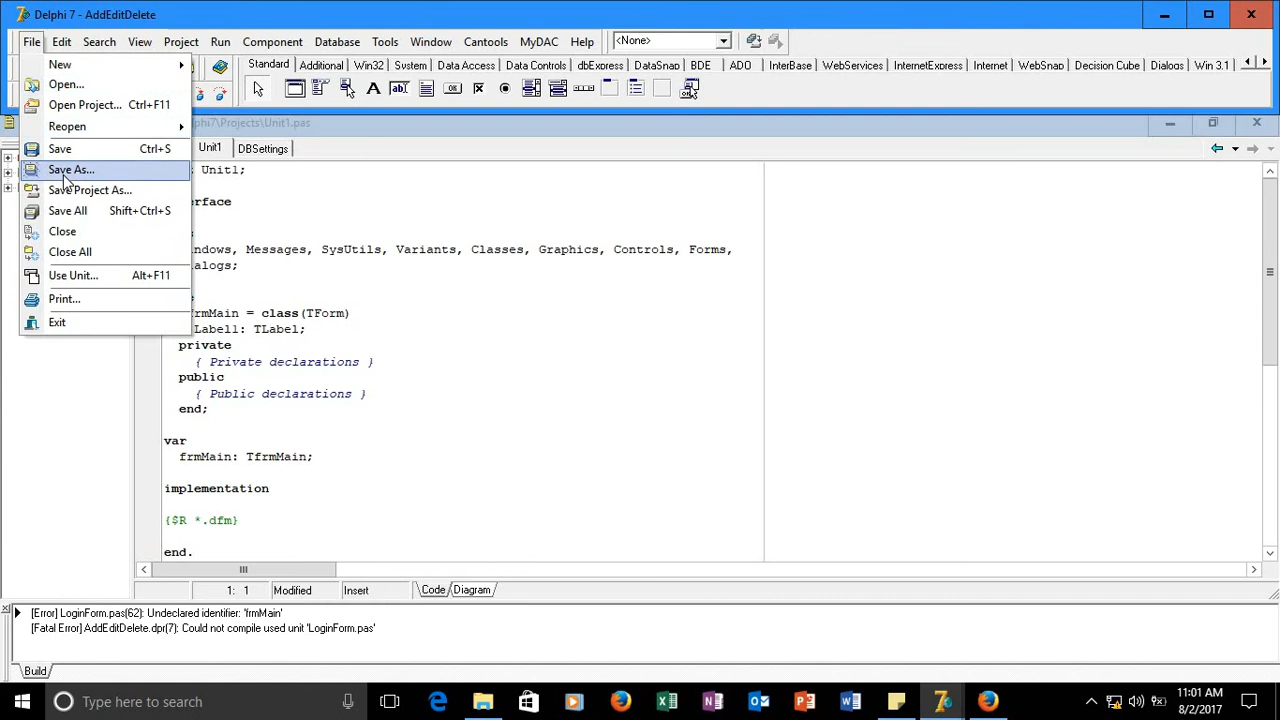 Delphi 7 - AddEditDelete
File Edit Search View Project Run Component Database Tools Window Cantools MyDAC Help <None>
Standard Additional Win32 System Data Access Data Controls dbExpress DataSnap BDE ADO InterBase WebServices InternetExpress Internet WebSnap Decision Cube Dialogs Win 3.1
New
Open...
Open Project... Ctrl+F11
Reopen
Save Ctrl+S
Save As...
Save Project As...
Save All Shift+Ctrl+S
Close
Close All
Use Unit... Alt+F11
Print...
Exit
elphi7\Projects\Unit1.pas
Unit1 DBSettings
Unit1;
erface
ndows, Messages, SysUtils, Variants, Classes, Graphics, Controls, Forms,
alogs;
frmMain = class(TForm)
Label1: TLabel;
private
{ Private declarations }
public
{ Public declarations }
end;
var
frmMain: TfrmMain;
implementation
{$R *.dfm}
end.
1: 1 Modified Insert Code Diagram
[Error] LoginForm.pas(62): Undeclared identifier: 'frmMain'
[Fatal Error] AddEditDelete.dpr(7): Could not compile used unit 'LoginForm.pas'
Build
Type here to search
11:01 AM
8/2/2017